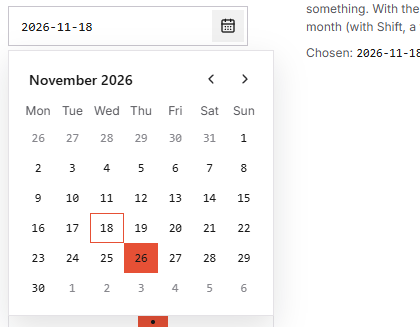 2026-11-18
something. With the
month (with Shift, a
Chosen: 2026-11-18
November 2026
Mon Tue Wed Thu Fri Sat Sun
26 27 28 29 30 31 1
2 3 4 5 6 7 8
9 10 11 12 13 14 15
16 17 18 19 20 21 22
23 24 25 26 27 28 29
30 1 2 3 4 5 6